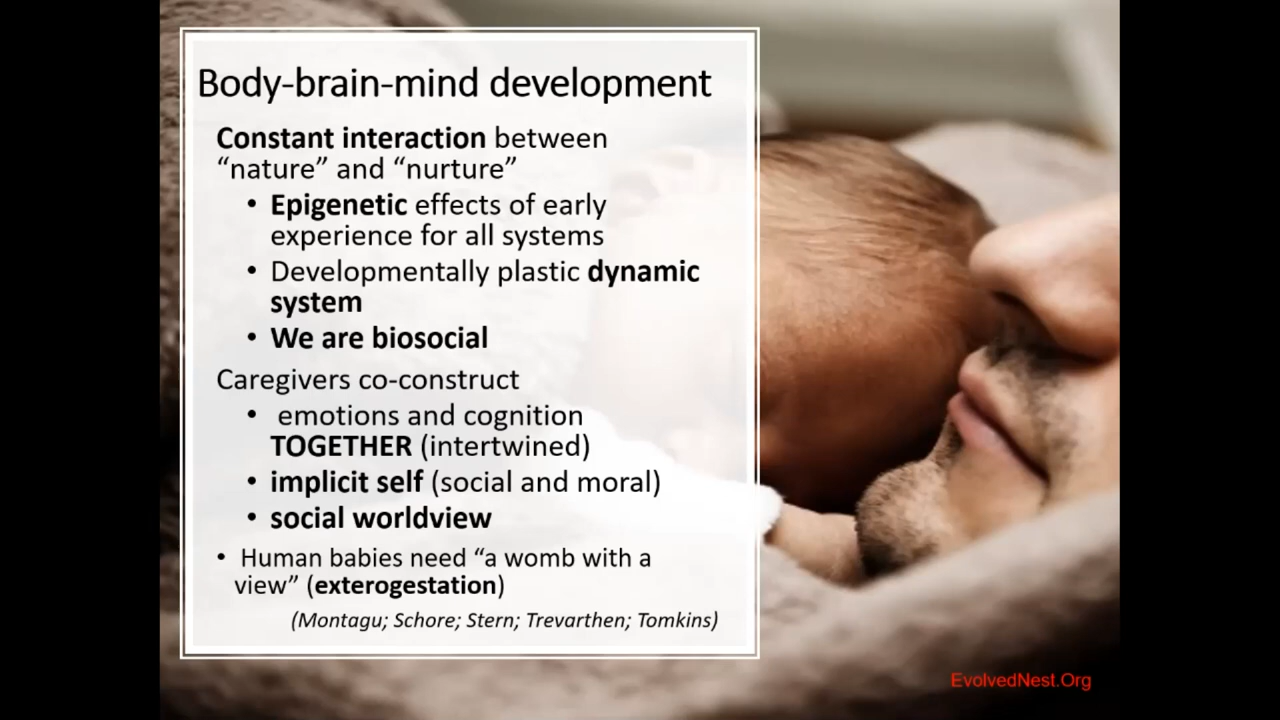 Body-brain-mind development
Constant interaction between
“nature” and “nurture”
• Epigenetic effects of early
experience for all systems
• Developmentally plastic dynamic
system
• We are biosocial
Caregivers co-construct
• emotions and cognition
TOGETHER (intertwined)
• implicit self (social and moral)
• social worldview
• Human babies need “a womb with a
view” (exterogestation)
(Montagu; Schore; Stern; Trevarthen; Tomkins)
EvolvedNest.Org